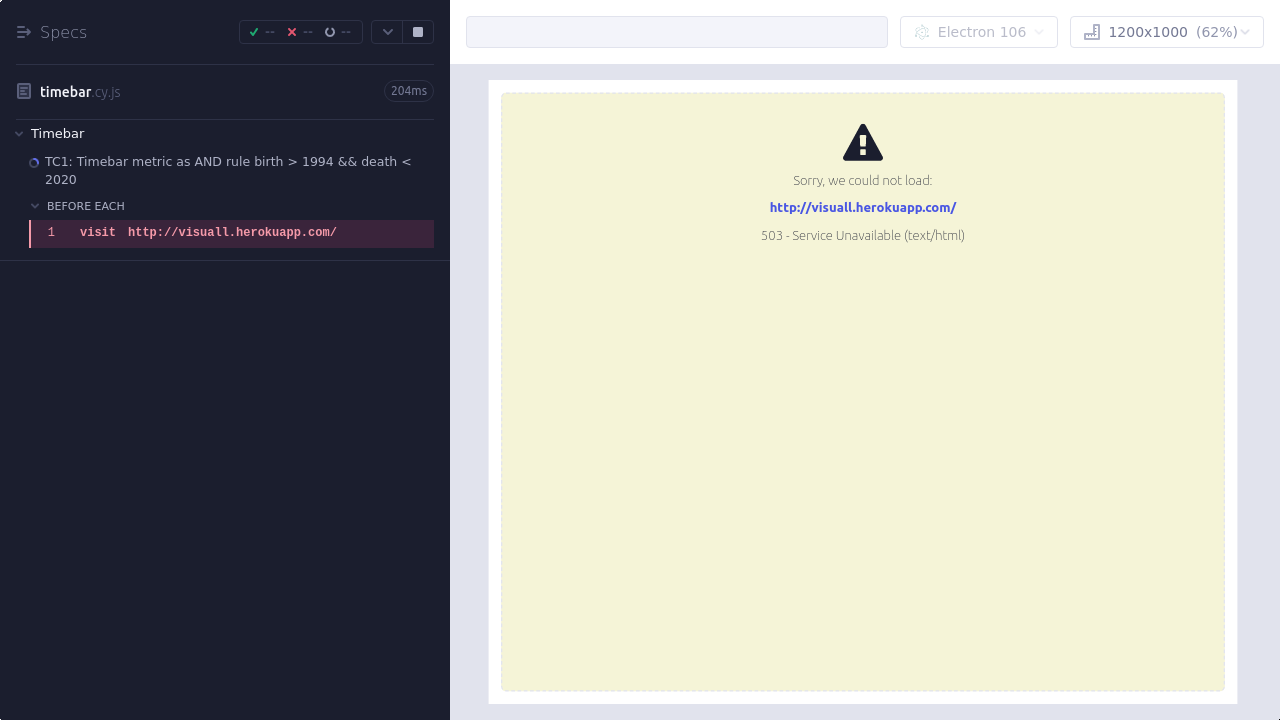 Specs
--
--
--
timebar.cy.js
204ms
Timebar
TC1: Timebar metric as AND rule birth > 1994 && death <
2020
BEFORE EACH
1 visit http://visuall.herokuapp.com/
Electron 106
1200x1000 (62%)
Sorry, we could not load:
http://visuall.herokuapp.com/
503 - Service Unavailable (text/html)